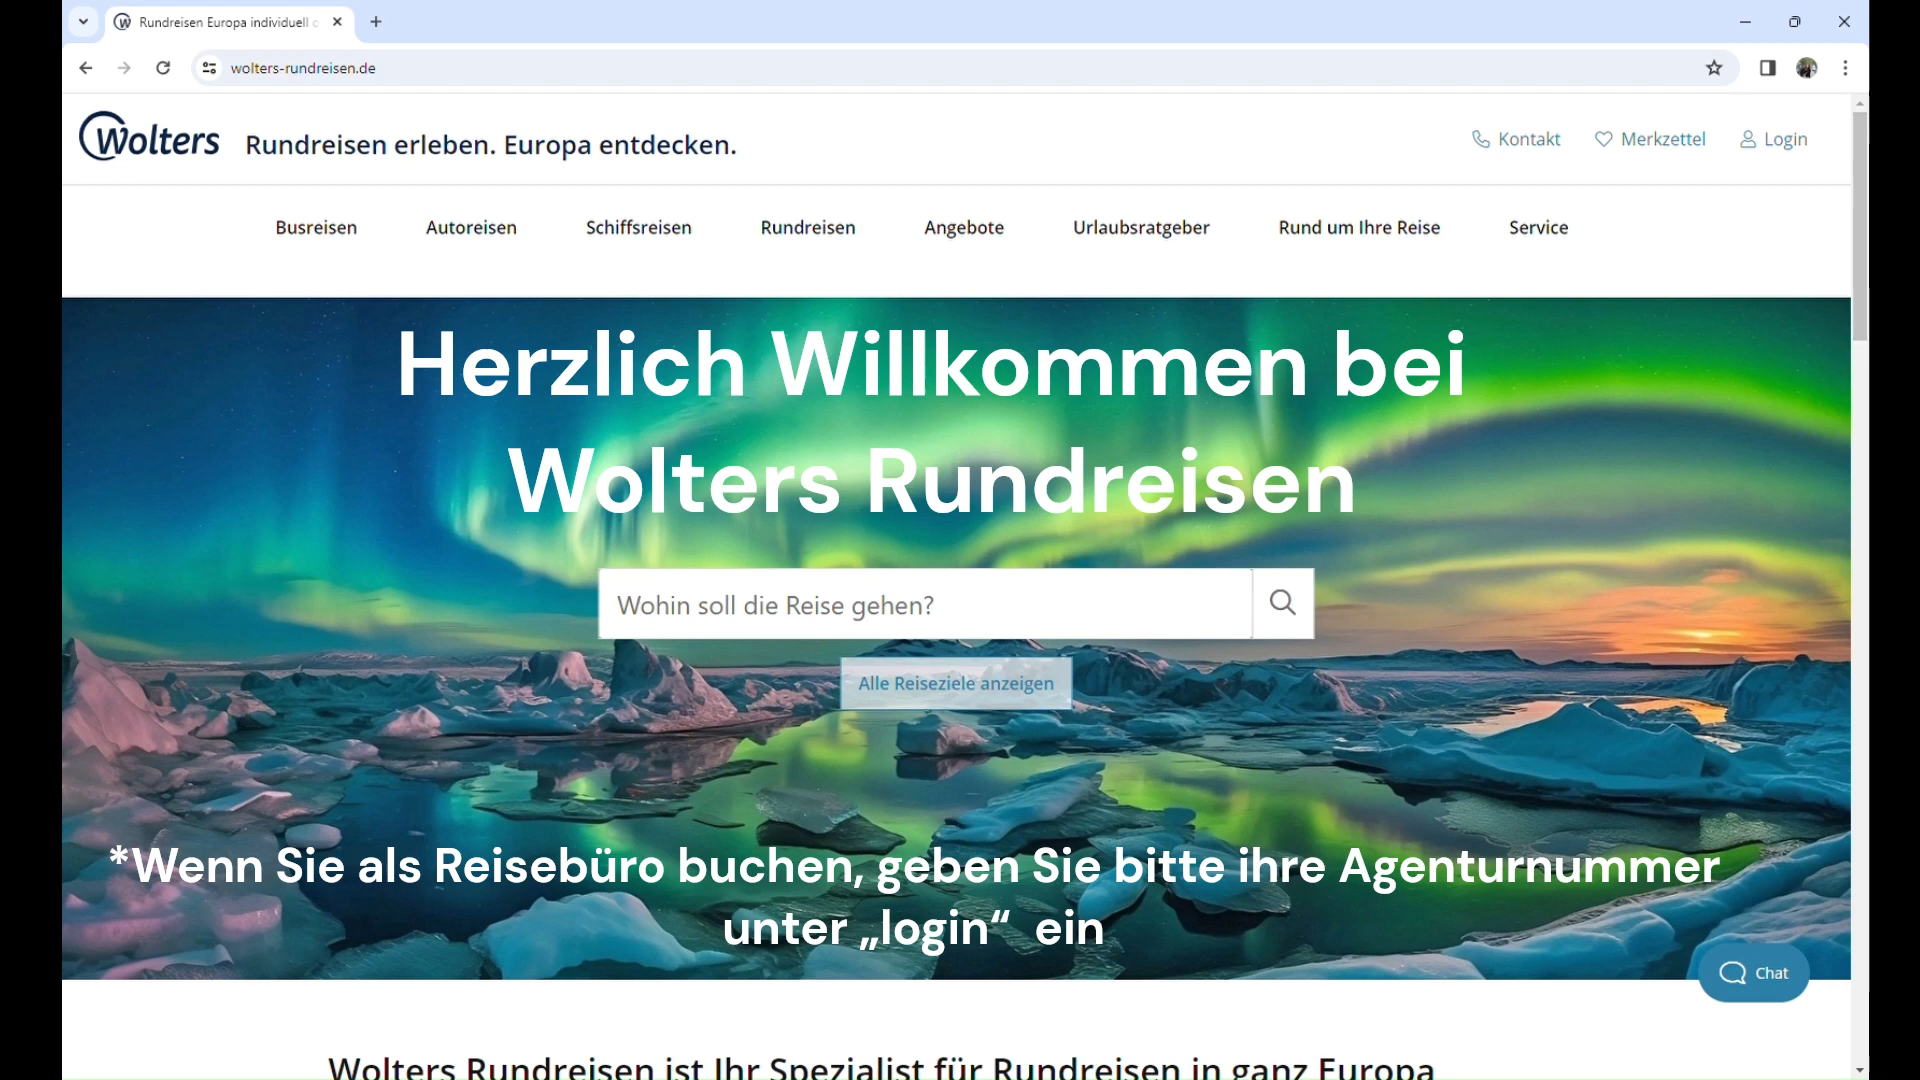 Rundreisen Europa individuell
wolters-rundreisen.de
Wolters
Rundreisen erleben. Europa entdecken.
Kontakt
Merkzettel
Login
Busreisen
Autoreisen
Schiffsreisen
Rundreisen
Angebote
Urlaubsratgeber
Rund um Ihre Reise
Service
Herzlich Willkommen bei
Wolters Rundreisen
Wohin soll die Reise gehen?
Alle Reiseziele anzeigen
*Wenn Sie als Reisebüro buchen, geben Sie bitte ihre Agenturnummer
unter „login“ ein
Chat
Wolters Rundreisen ist Ihr Spezialist für Rundreisen in ganz Europa